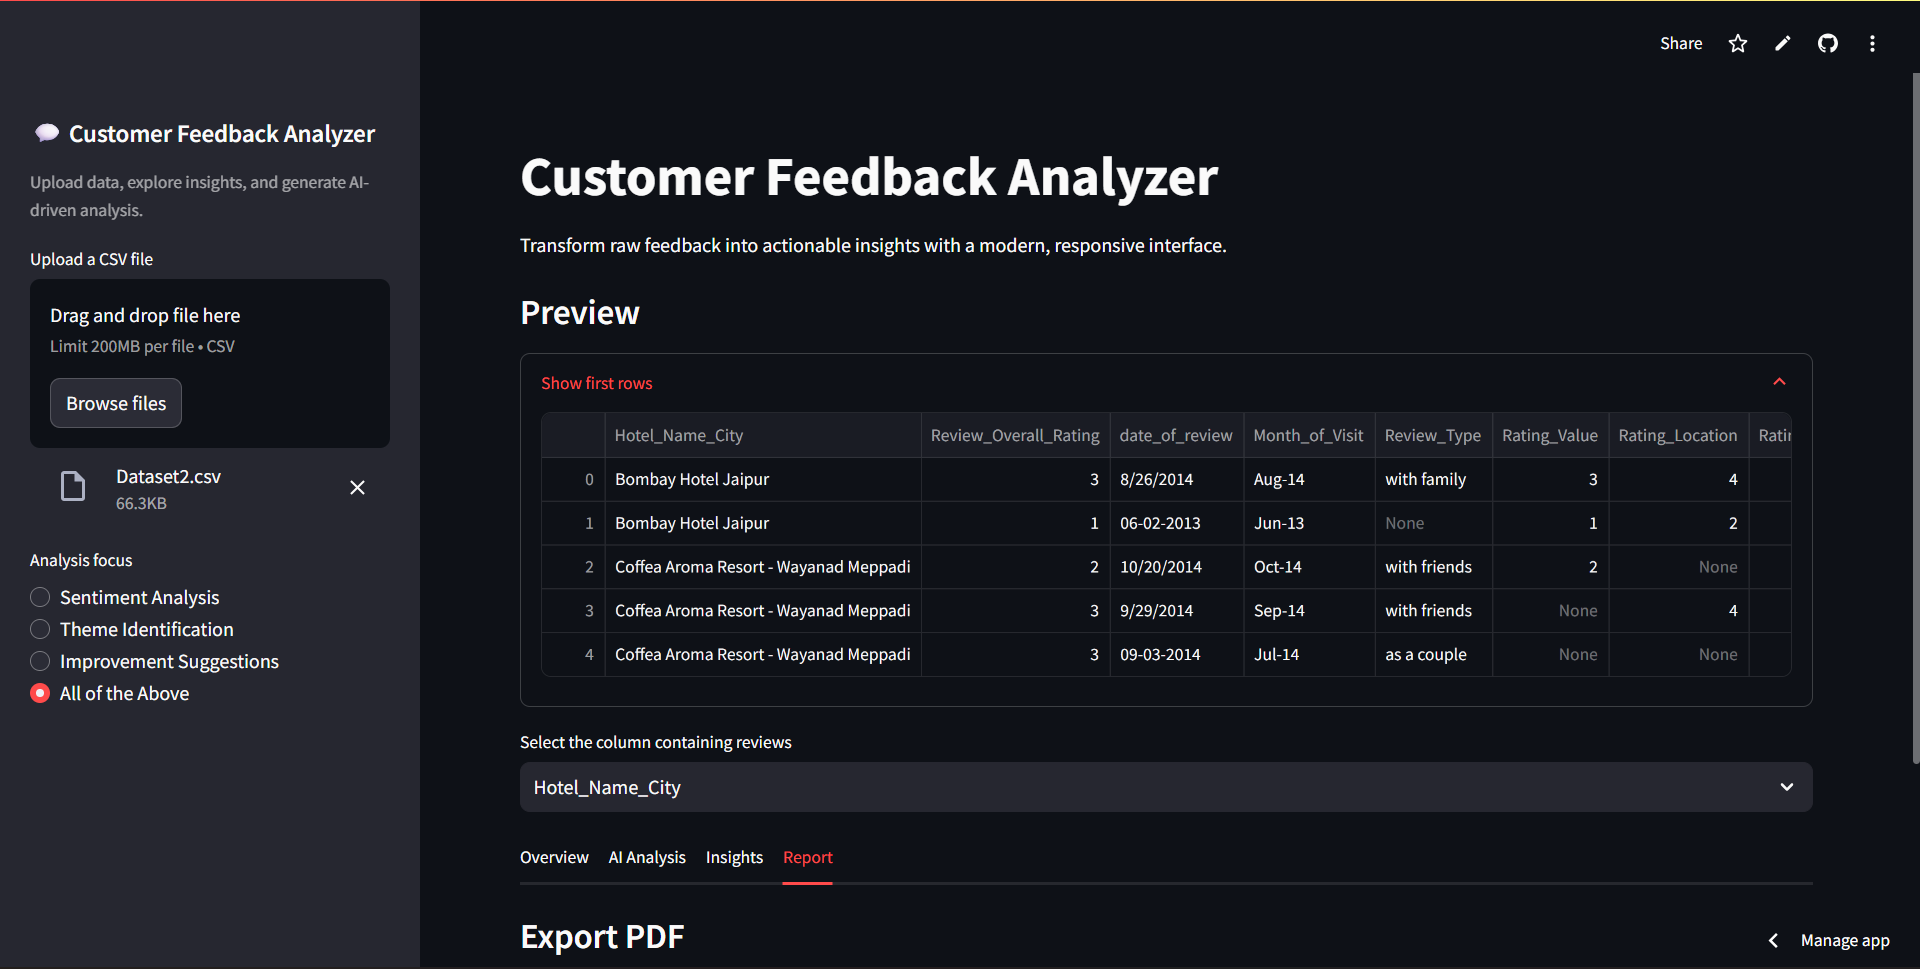 Share
Customer Feedback Analyzer
Upload data, explore insights, and generate AI-
driven analysis.
Upload a CSV file
Drag and drop file here
Limit 200MB per file • CSV
Browse files
Dataset2.csv
66.3KB
Analysis focus
Sentiment Analysis
Theme Identification
Improvement Suggestions
All of the Above
Customer Feedback Analyzer
Transform raw feedback into actionable insights with a modern, responsive interface.
Preview
Show first rows
Hotel_Name_City Review_Overall_Rating date_of_review Month_of_Visit Review_Type Rating_Value Rating_Location Ratin
0 Bombay Hotel Jaipur 3 8/26/2014 Aug-14 with family 3 4
1 Bombay Hotel Jaipur 1 06-02-2013 Jun-13 None 1 2
2 Coffea Aroma Resort - Wayanad Meppadi 2 10/20/2014 Oct-14 with friends 2 None
3 Coffea Aroma Resort - Wayanad Meppadi 3 9/29/2014 Sep-14 with friends None 4
4 Coffea Aroma Resort - Wayanad Meppadi 3 09-03-2014 Jul-14 as a couple None None
Select the column containing reviews
Hotel_Name_City
Overview AI Analysis Insights Report
Export PDF
Manage app